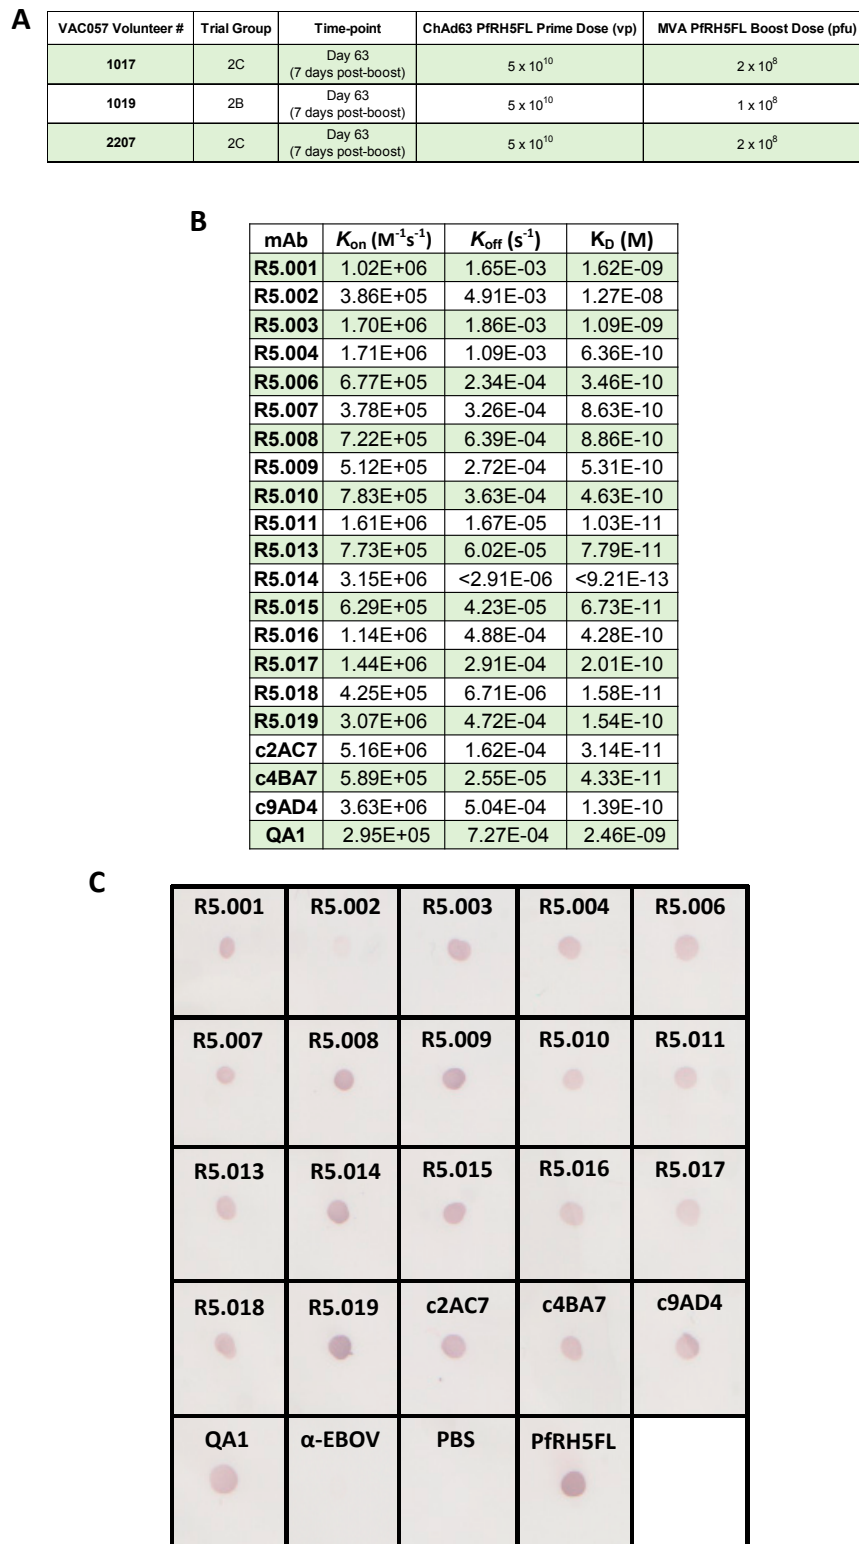 A
VAC057 Volunteer # Trial Group Time-point ChAd63 PfRH5FL Prime Dose (vp) MVA PfRH5FL Boost Dose (pfu)
1017 2C Day 63 (7 days post-boost) 5 x 10^10 2 x 10^8
1019 2B Day 63 (7 days post-boost) 5 x 10^10 1 x 10^8
2207 2C Day 63 (7 days post-boost) 5 x 10^10 2 x 10^8
B
mAb Kon (M⁻¹s⁻¹) Koff (s⁻¹) KD (M)
R5.001 1.02E+06 1.65E-03 1.62E-09
R5.002 3.86E+05 4.91E-03 1.27E-08
R5.003 1.70E+06 1.86E-03 1.09E-09
R5.004 1.71E+06 1.09E-03 6.36E-10
R5.006 6.77E+05 2.34E-04 3.46E-10
R5.007 3.78E+05 3.26E-04 8.63E-10
R5.008 7.22E+05 6.39E-04 8.86E-10
R5.009 5.12E+05 2.72E-04 5.31E-10
R5.010 7.83E+05 3.63E-04 4.63E-10
R5.011 1.61E+06 1.67E-05 1.03E-11
R5.013 7.73E+05 6.02E-05 7.79E-11
R5.014 3.15E+06 <2.91E-06 <9.21E-13
R5.015 6.29E+05 4.23E-05 6.73E-11
R5.016 1.14E+06 4.88E-04 4.28E-10
R5.017 1.44E+06 2.91E-04 2.01E-10
R5.018 4.25E+05 6.71E-06 1.58E-11
R5.019 3.07E+06 4.72E-04 1.54E-10
c2AC7 5.16E+06 1.62E-04 3.14E-11
c4BA7 5.89E+05 2.55E-05 4.33E-11
c9AD4 3.63E+06 5.04E-04 1.39E-10
QA1 2.95E+05 7.27E-04 2.46E-09
C
R5.001 R5.002 R5.003 R5.004 R5.006
R5.007 R5.008 R5.009 R5.010 R5.011
R5.013 R5.014 R5.015 R5.016 R5.017
R5.018 R5.019 c2AC7 c4BA7 c9AD4
QA1 α-EBOV PBS PfRH5FL